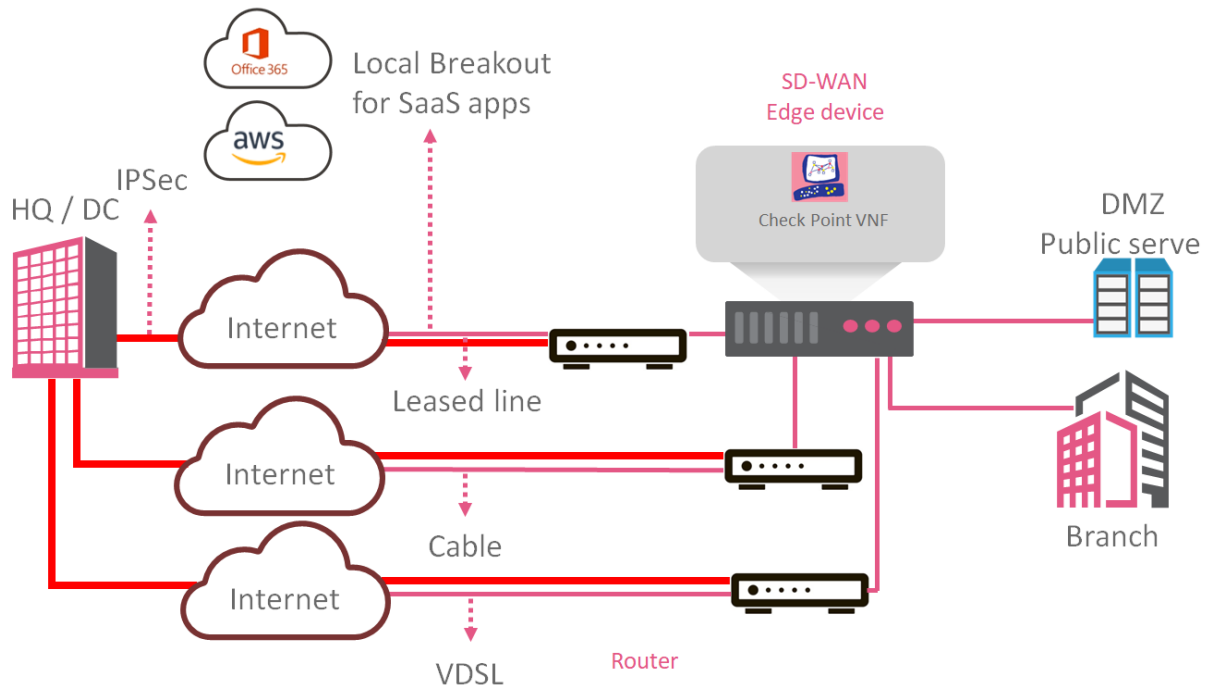 Office 365
aws
Local Breakout
for SaaS apps
SD-WAN
Edge device
Check Point VNF
IPSec
HQ / DC
DMZ
Public serve
Internet
Leased line
Internet
Cable
Branch
Internet
VDSL
Router